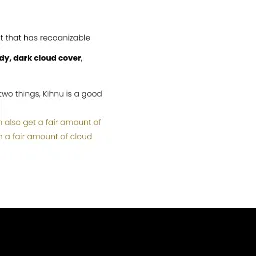 t that has recoanizable
dy, dark cloud cover,
two things, Kihnu is a good
also get a fair amount of
a fair amount of cloud